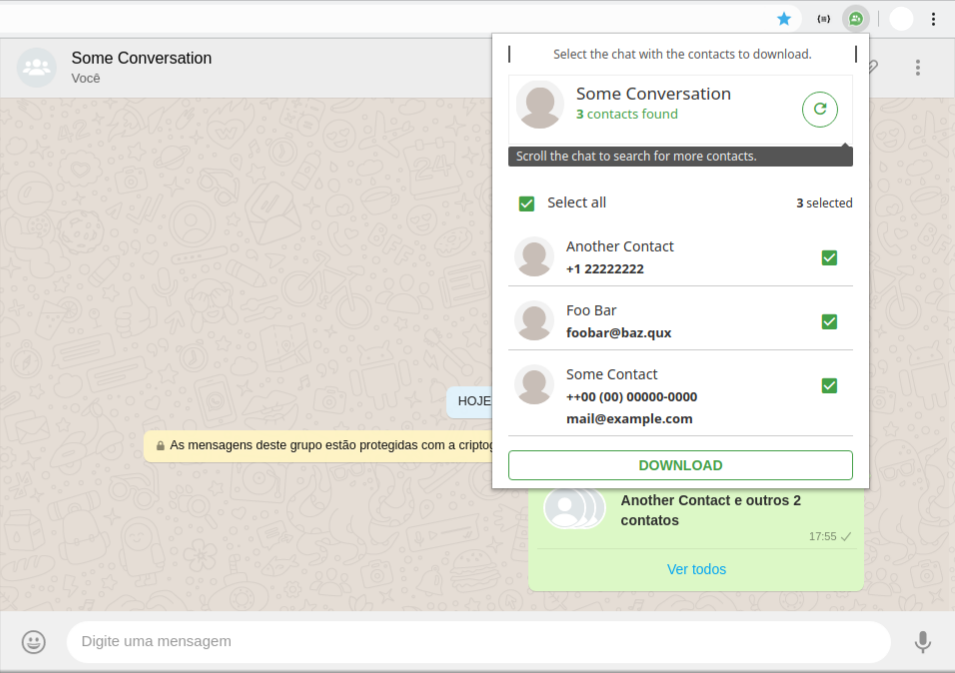 {≡}
Some Conversation
Você
Select the chat with the contacts to download.
Some Conversation
3 contacts found
Scroll the chat to search for more contacts.
Select all
3 selected
Another Contact
+1 22222222
Foo Bar
foobar@baz.qux
Some Contact
++00 (00) 00000-0000
mail@example.com
DOWNLOAD
HOJE
As mensagens deste grupo estão protegidas com a criptog
Another Contact e outros 2
contatos
17:55
Ver todos
Digite uma mensagem